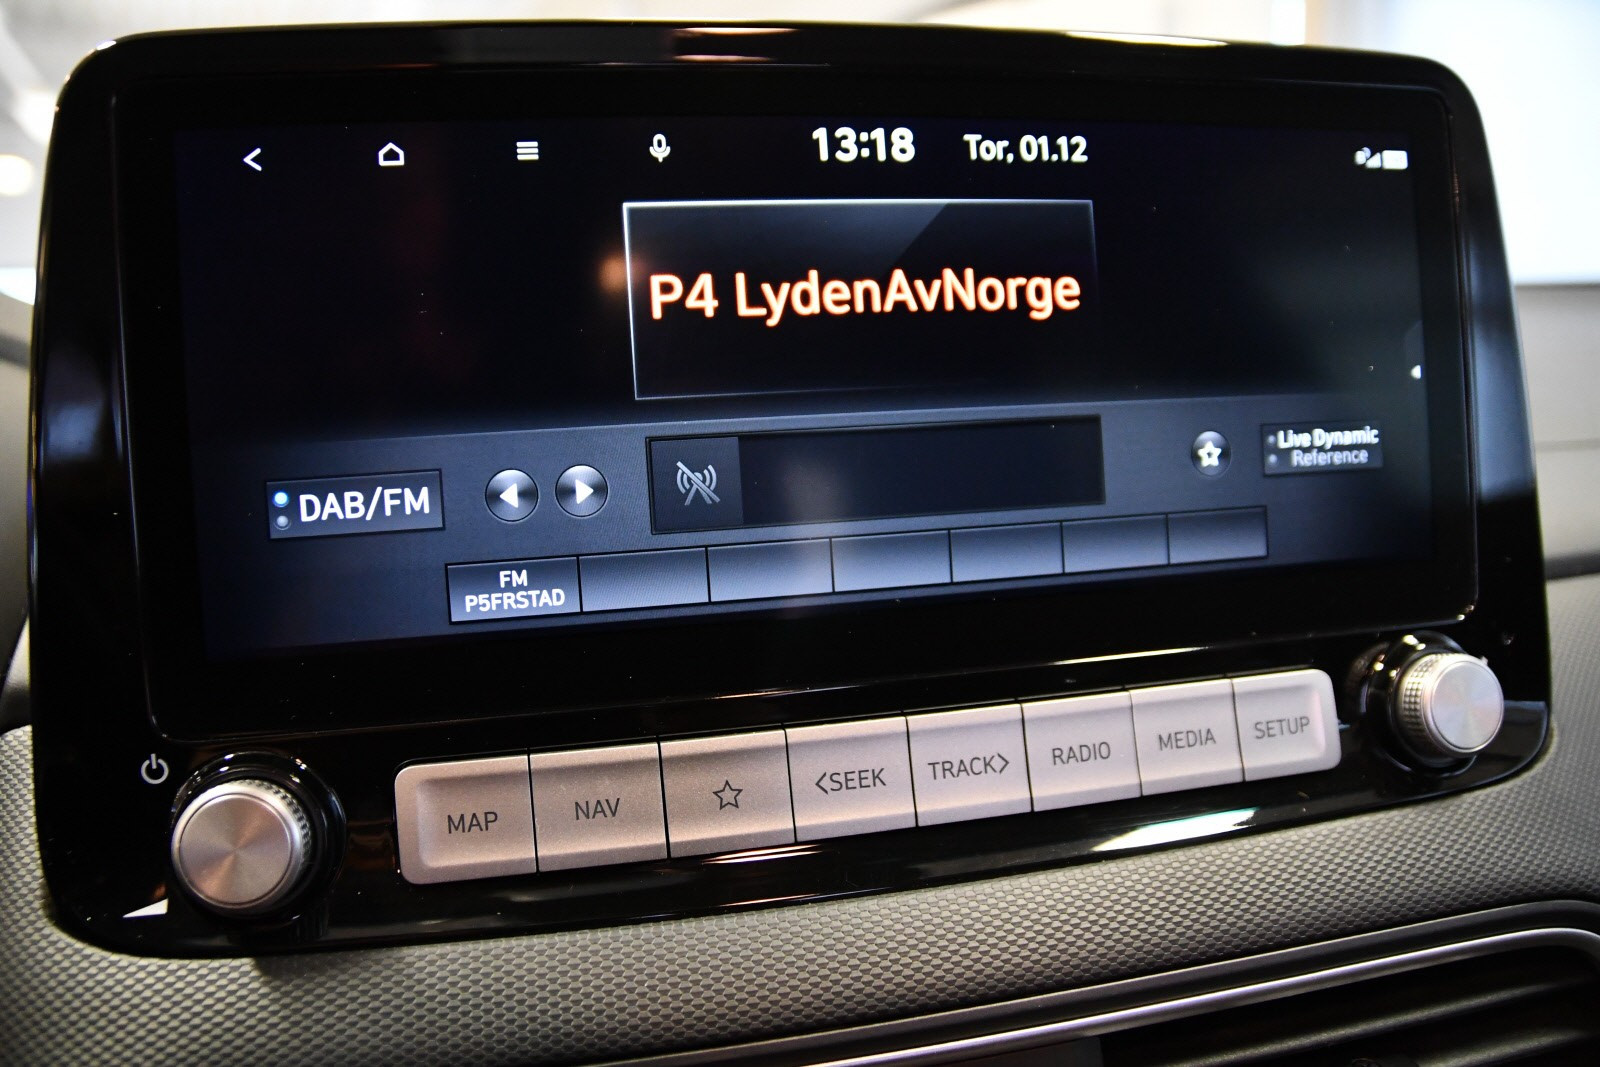 13:18 Tor, 01.12
P4 LydenAvNorge
Live Dynamic
Reference
DAB/FM
FM
P5FRSTAD
MAP
NAV
<SEEK
TRACK>
RADIO
MEDIA
SETUP